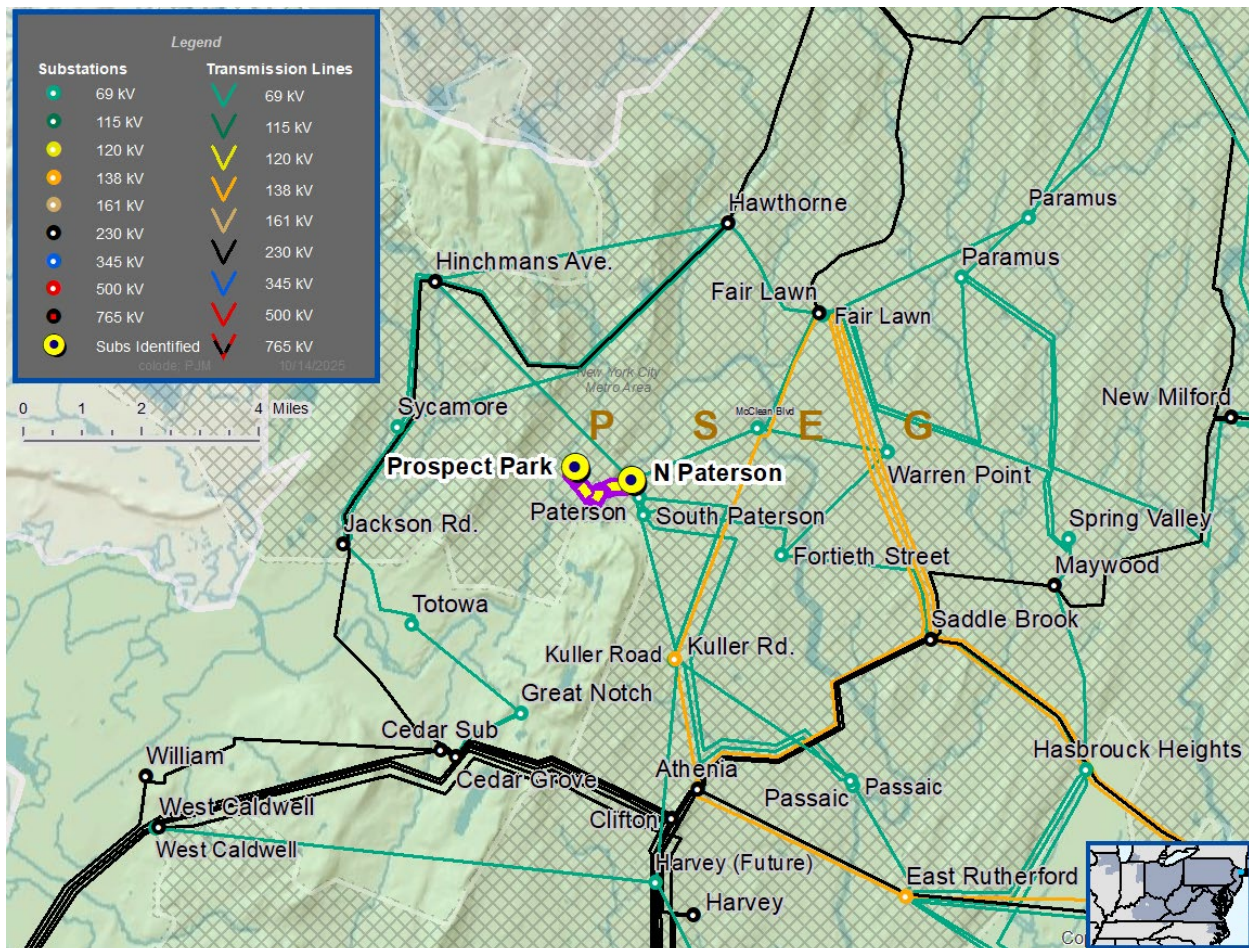 Legend
Substations Transmission Lines
69 kV 69 kV
115 kV 115 kV
120 kV 120 kV
138 kV 138 kV
161 kV 161 kV
230 kV 230 kV
345 kV 345 kV
500 kV 500 kV
765 kV 765 kV
Subs Identified
colode: PJM 10/14/2025
0 1 2 4 Miles
Hawthorne
Paramus
Hinchmans Ave.
Paramus
Fair Lawn
Fair Lawn
New York City
Metro Area
New Milford
Sycamore
McClean Blvd
P S E G
Prospect Park
N Paterson
Warren Point
Paterson
South Paterson
Spring Valley
Jackson Rd.
Fortieth Street
Maywood
Totowa
Saddle Brook
Kuller Road
Kuller Rd.
Great Notch
Cedar Sub
William
Hasbrouck Heights
Cedar Grove
Athenia
Passaic
Passaic
West Caldwell
Clifton
West Caldwell
Harvey (Future)
East Rutherford
Harvey